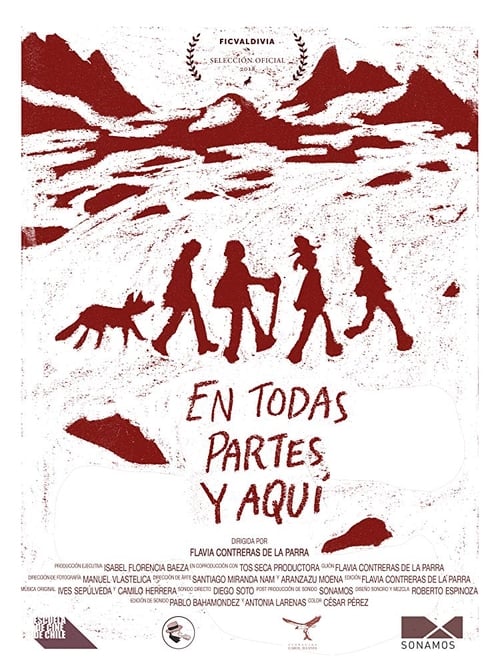 FICVALDIVIA
SELECCIÓN OFICIAL
2018
EN TODAS
PARTES
Y AQUÍ
DIRIGIDA POR
FLAVIA CONTRERAS DE LA PARRA
PRODUCCIÓN EJECUTIVA ISABEL FLORENCIA BAEZA EN COPRODUCCIÓN CON TOS SECA PRODUCTORA GUIÓN FLAVIA CONTRERAS DE LA PARRA
DIRECCIÓN DE FOTOGRAFÍA MANUEL VLASTELICA DIRECCIÓN DE ARTE SANTIAGO MIRANDA NAM Y ARANZAZU MOENA EDICIÓN FLAVIA CONTRERAS DE LA PARRA
MÚSICA ORIGINAL IVES SEPÚLVEDA Y CAMILO HERRERA SONIDO DIRECTO DIEGO SOTO POST PRODUCCIÓN DE SONIDO SONAMOS DISEÑO SONORO Y MEZCLA ROBERTO ESPINOZA
EDICIÓN DE SONIDO PABLO BAHAMONDEZ Y ANTONIA LARENAS COLOR CÉSAR PÉREZ
ESCUELA
DE CINE
DE CHILE
SONAMOS